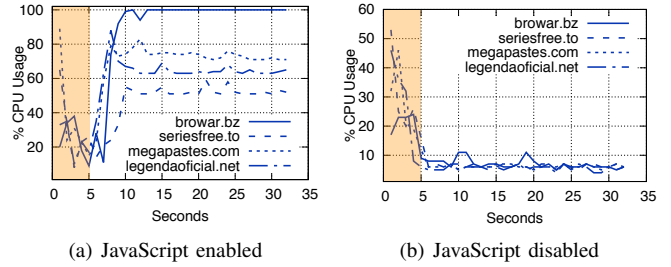 100
80
60
40
20
% CPU Usage
0 5 10 15 20 25 30 35
Seconds
browar.bz
seriesfree.to
megapastes.com
legendaoficial.net
(a) JavaScript enabled
60
50
40
30
20
10
% CPU Usage
0 5 10 15 20 25 30 35
Seconds
browar.bz
seriesfree.to
megapastes.com
legendaoficial.net
(b) JavaScript disabled